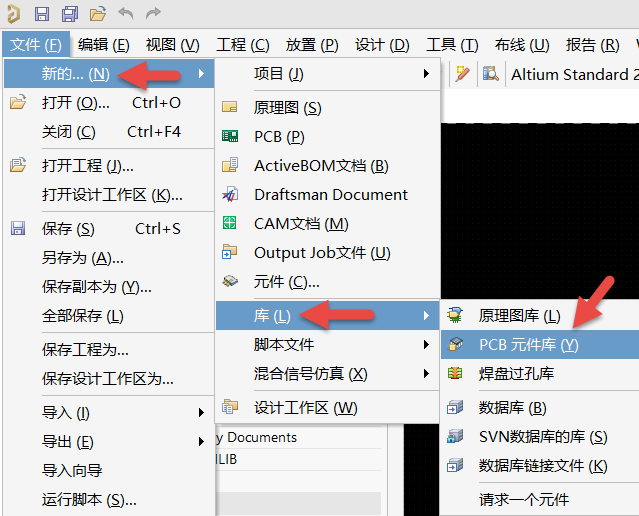 文件 (F) 编辑 (E) 视图 (V) 工程 (C) 放置 (P) 设计 (D) 工具 (T) 布线 (U) 报告 (R)
Altium Standard 2
新的... (N)
打开 (O)... Ctrl+O
关闭 (C) Ctrl+F4
打开工程 (J)...
打开设计工作区 (K)...
保存 (S) Ctrl+S
另存为 (A)...
保存副本为 (Y)...
全部保存 (L)
保存工程为...
保存设计工作区为...
导入 (I)
导出 (E)
导入向导
运行脚本 (S)...
项目 (J)
原理图 (S)
PCB (P)
ActiveBOM文档 (B)
Draftsman Document
CAM文档 (M)
Output Job文件 (U)
元件 (C)...
库 (L)
脚本文件
混合信号仿真 (X)
设计工作区 (W)
y Documents
ILIB
原理图库 (L)
PCB 元件库 (Y)
焊盘过孔库
数据库 (B)
SVN数据库的库 (S)
数据库链接文件 (K)
请求一个元件